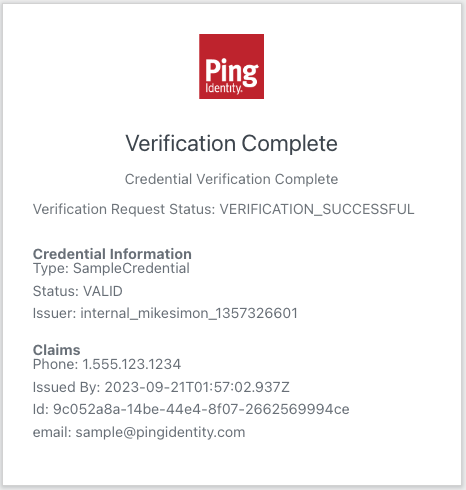 Ping
Identity.
Verification Complete
Credential Verification Complete
Verification Request Status: VERIFICATION_SUCCESSFUL
Credential Information
Type: SampleCredential
Status: VALID
Issuer: internal_mikesimon_1357326601
Claims
Phone: 1.555.123.1234
Issued By: 2023-09-21T01:57:02.937Z
Id: 9c052a8a-14be-44e4-8f07-2662569994ce
email: sample@pingidentity.com